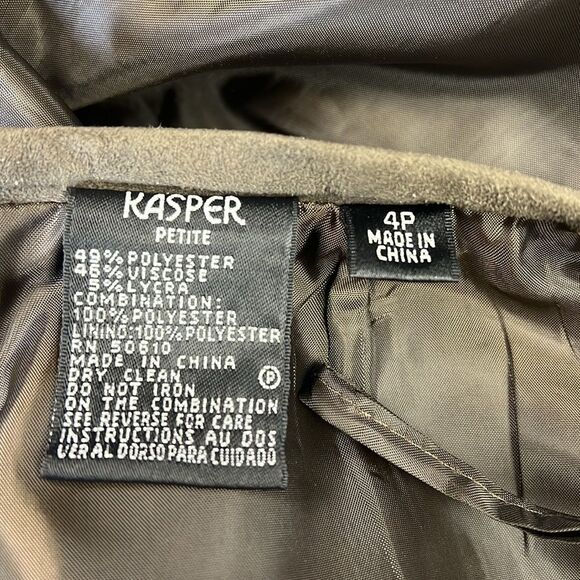 KASPER
PETITE
49% POLYESTER
46% VISCOSE
5% LYCRA
COMBINATION:
100% POLYESTER
LINING: 100% POLYESTER
RN 50610
MADE IN CHINA
DRY CLEAN P
DO NOT IRON
ON THE COMBINATION
SEE REVERSE FOR CARE
INSTRUCTIONS AU DOS
VER AL DORSO PARA CUIDADO
4P
MADE IN
CHINA